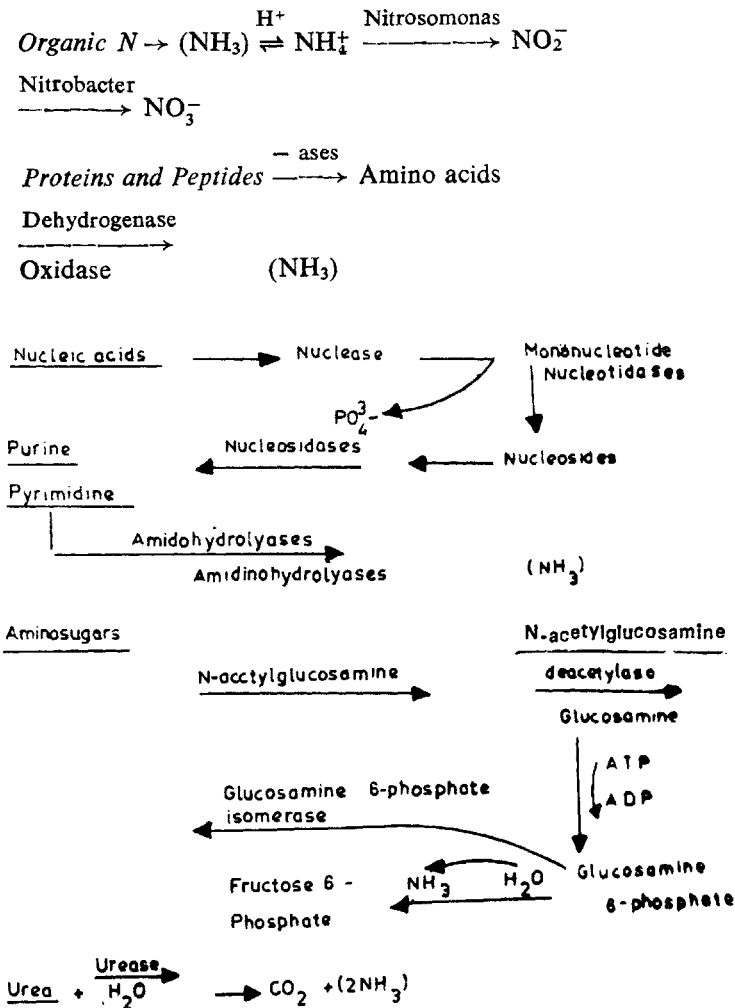 Organic N → (NH₃) ⇌ NH₄⁺ → NO₂⁻
H⁺ Nitrosomonas
Nitrobacter
→ NO₃⁻
– ases
Proteins and Peptides → Amino acids
Dehydrogenase
→
Oxidase (NH₃)
Nucleic acids → Nuclease Mononucleotide
Nucleotidases
PO₄³⁻
Purine Nucleosidases Nucleosides
Pyrimidine
Amidohydrolyases
Amidinohydrolyases (NH₃)
Aminosugars N-acetylglucosamine
N-acctylglucosamine deacetylase
Glucosamine
ATP
Glucosamine 6-phosphate
isomerase
ADP
Glucosamine
6-phosphate
Fructose 6 - NH₃ H₂O
Phosphate
Urease
Urea + H₂O → CO₂ + (2NH₃)